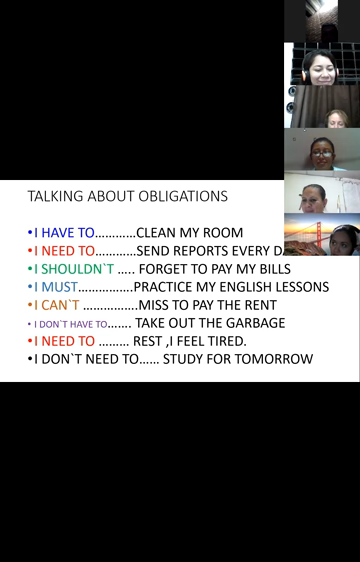 TALKING ABOUT OBLIGATIONS
•I HAVE TO…………CLEAN MY ROOM
•I NEED TO…………SEND REPORTS EVERY
•I SHOULDN`T ….. FORGET TO PAY MY BILLS
•I MUST…………….PRACTICE MY ENGLISH LESSONS
•I CAN`T ……………..MISS TO PAY THE RENT
•I DON`T HAVE TO……. TAKE OUT THE GARBAGE
•I NEED TO ……… REST ,I FEEL TIRED.
•I DON`T NEED TO…… STUDY FOR TOMORROW